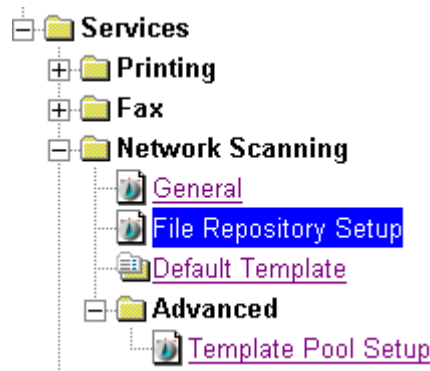 Services
Printing
Fax
Network Scanning
General
File Repository Setup
Default Template
Advanced
Template Pool Setup